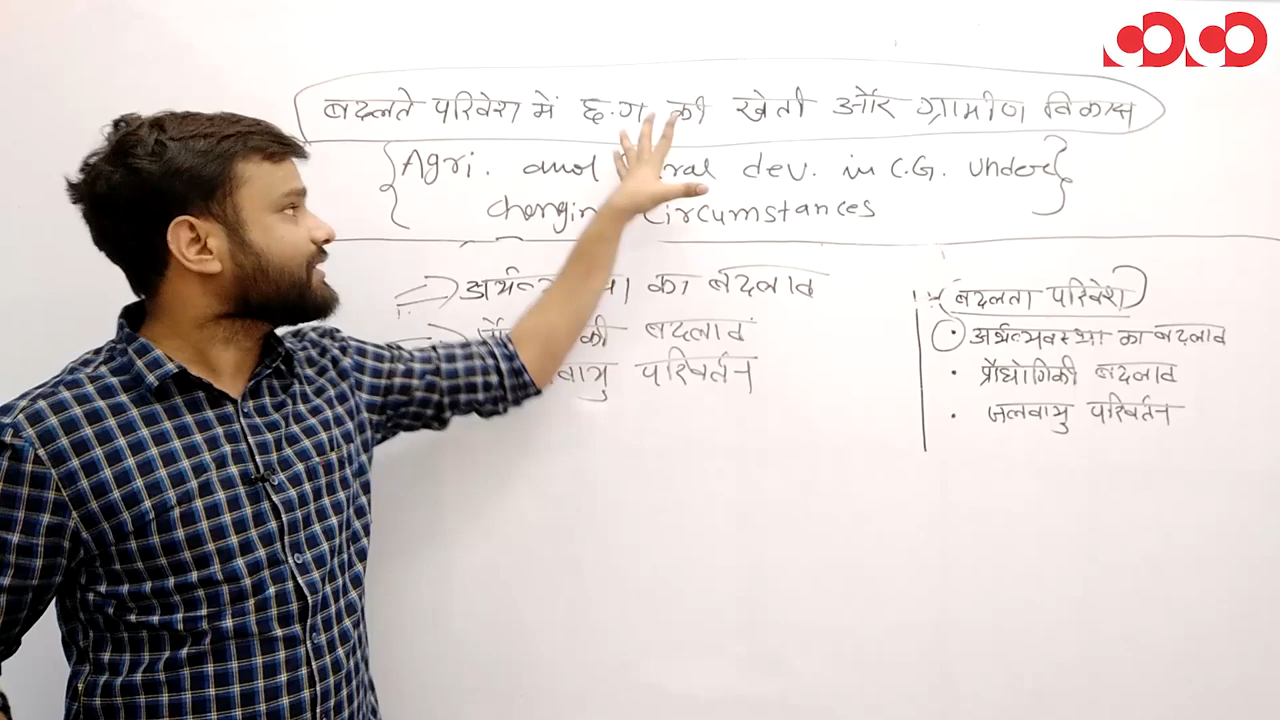 बदलते परिवेश में छ.ग. की खेती और ग्रामीण विकास
Agri. and dev. in C.G. under
Circumstances
का बदलाव
की बदलाव
परिवर्तन
बदलता परिवेश
अर्थव्यवस्था का बदलाव
प्रौद्योगिकी बदलाव
जलवायु परिवर्तन